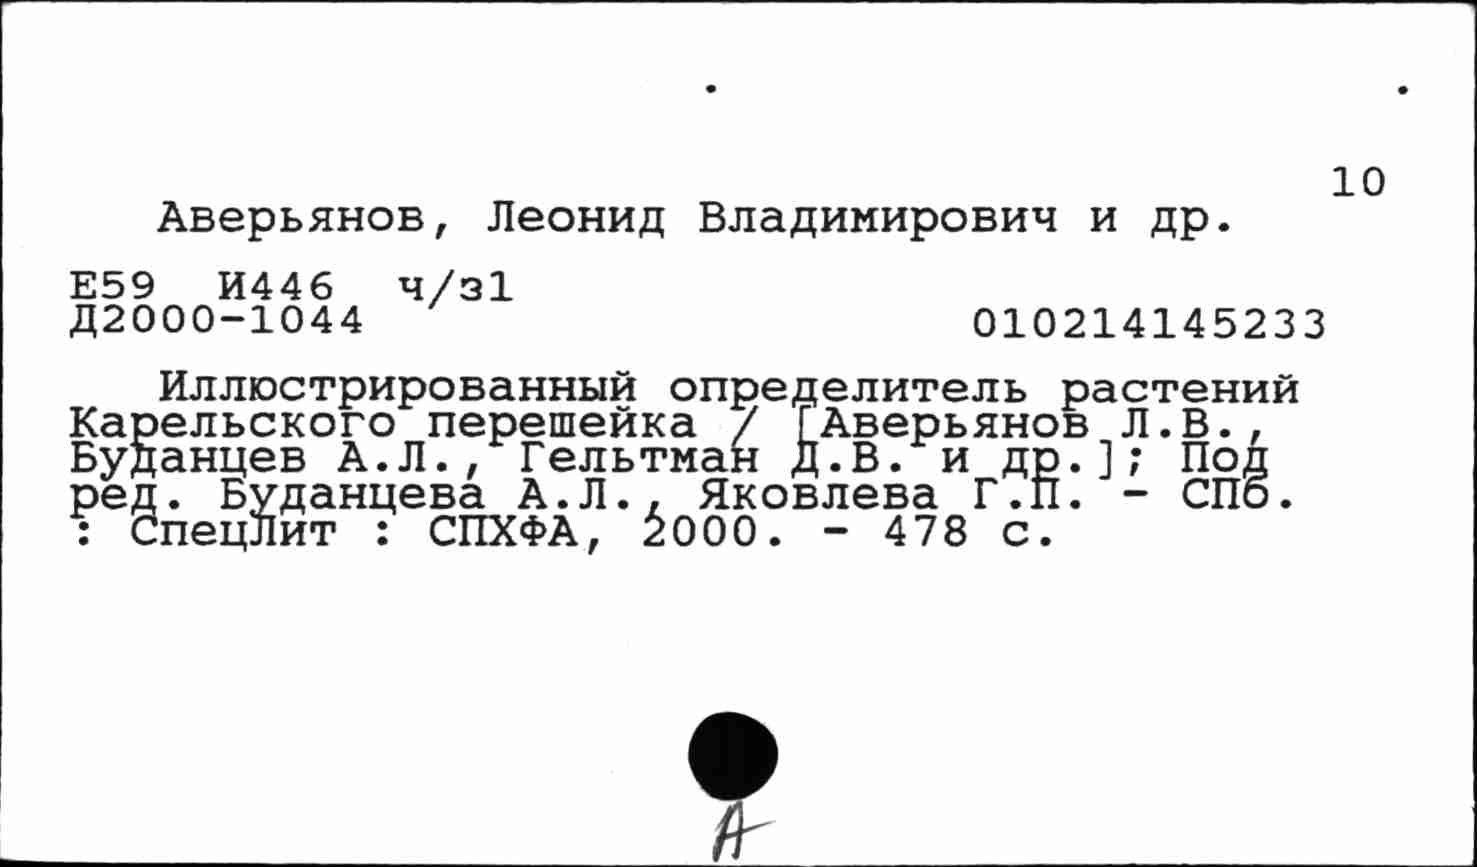 10
Аверьянов, Леонид Владимирович и др.
Е59 И446 ч/з1
Д2000-1044 010214145233
Иллюстрированный определитель растений
Карельского перешейка / [Аверьянов Л.В.,
Буданцев А.Л., Гельтман Д.В. и др.]; Под
ред. Буданцева А.Л., Яковлева Г.П. - СПб.
: СпецЛит : СПХФА, 2000. - 478 с.
А